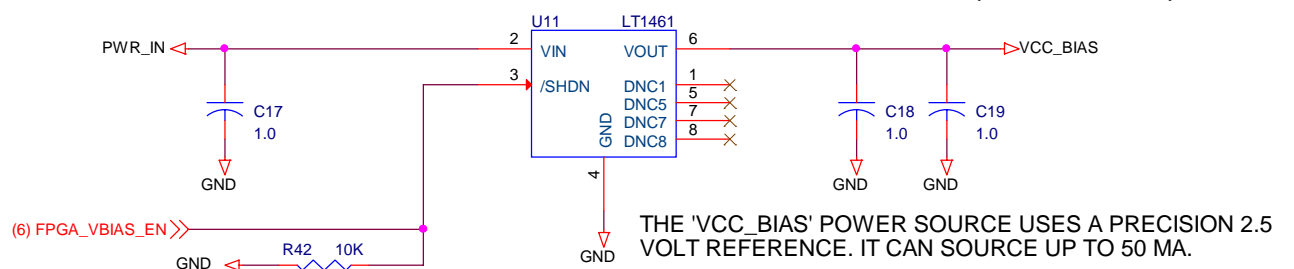 U11 LT1461
PWR_IN 2 VIN VOUT 6 VCC_BIAS
3 /SHDN DNC1 1
DNC5 5
DNC7 7
DNC8 8
GND
4
C17
1.0
C18
1.0
C19
1.0
GND
GND
GND
(6) FPGA_VBIAS_EN
R42 10K
GND
GND
THE 'VCC_BIAS' POWER SOURCE USES A PRECISION 2.5
VOLT REFERENCE. IT CAN SOURCE UP TO 50 MA.